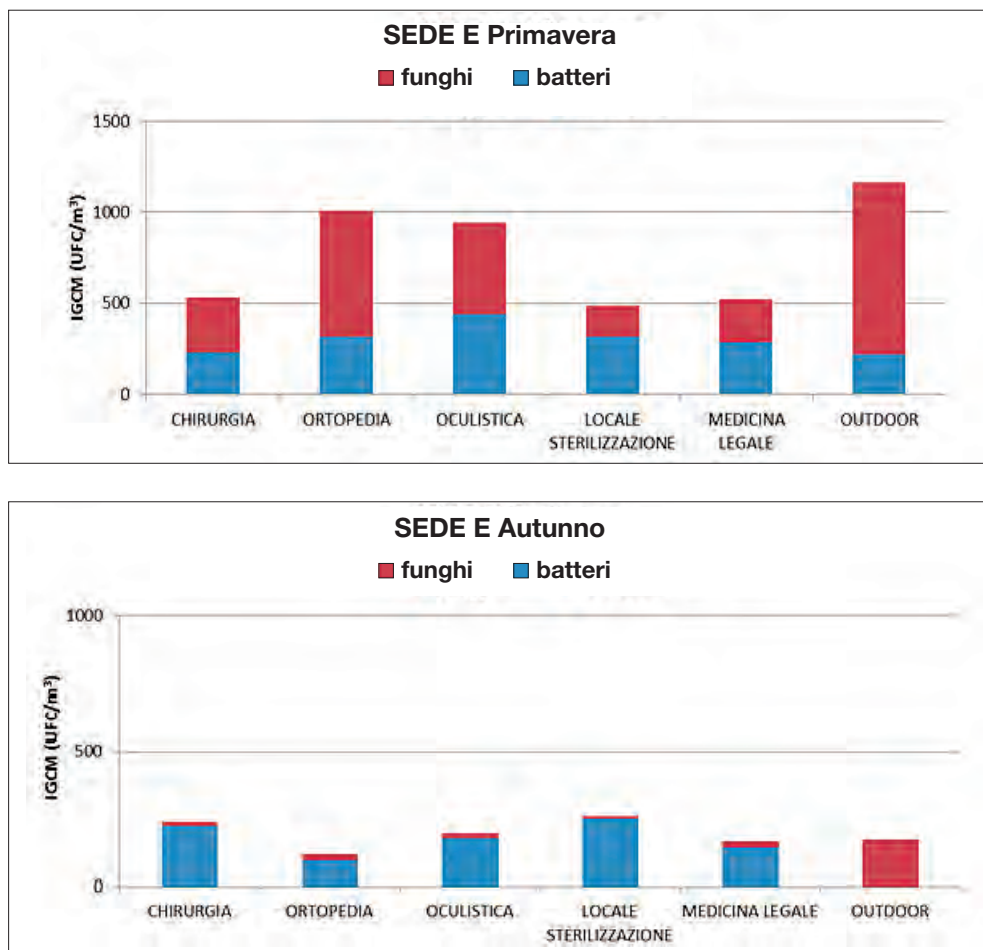 SEDE E Primavera
funghi batteri
IGCM (UFC/m³)
1500
1000
500
0
CHIRURGIA ORTOPEDIA OCULISTICA LOCALE STERILIZZAZIONE MEDICINA LEGALE OUTDOOR
SEDE E Autunno
funghi batteri
IGCM (UFC/m³)
1000
500
0
CHIRURGIA ORTOPEDIA OCULISTICA LOCALE STERILIZZAZIONE MEDICINA LEGALE OUTDOOR